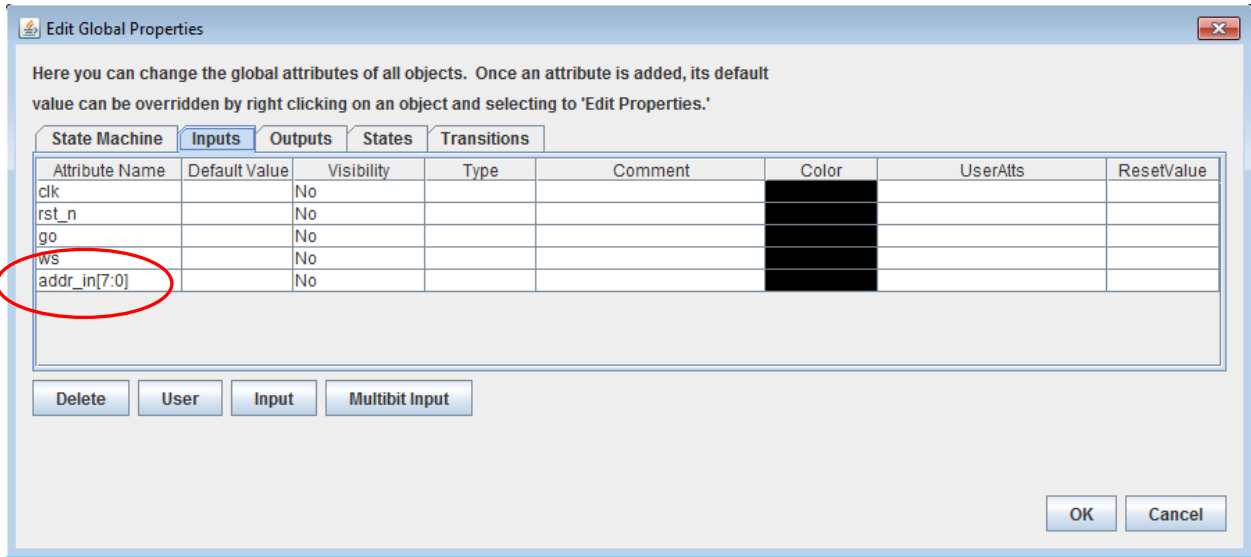 Edit Global Properties
Here you can change the global attributes of all objects. Once an attribute is added, its default
value can be overridden by right clicking on an object and selecting to 'Edit Properties.'
State Machine Inputs Outputs States Transitions
Attribute Name Default Value Visibility Type Comment Color UserAtts ResetValue
clk No
rst_n No
go No
ws No
addr_in[7:0] No
Delete User Input Multibit Input
OK Cancel